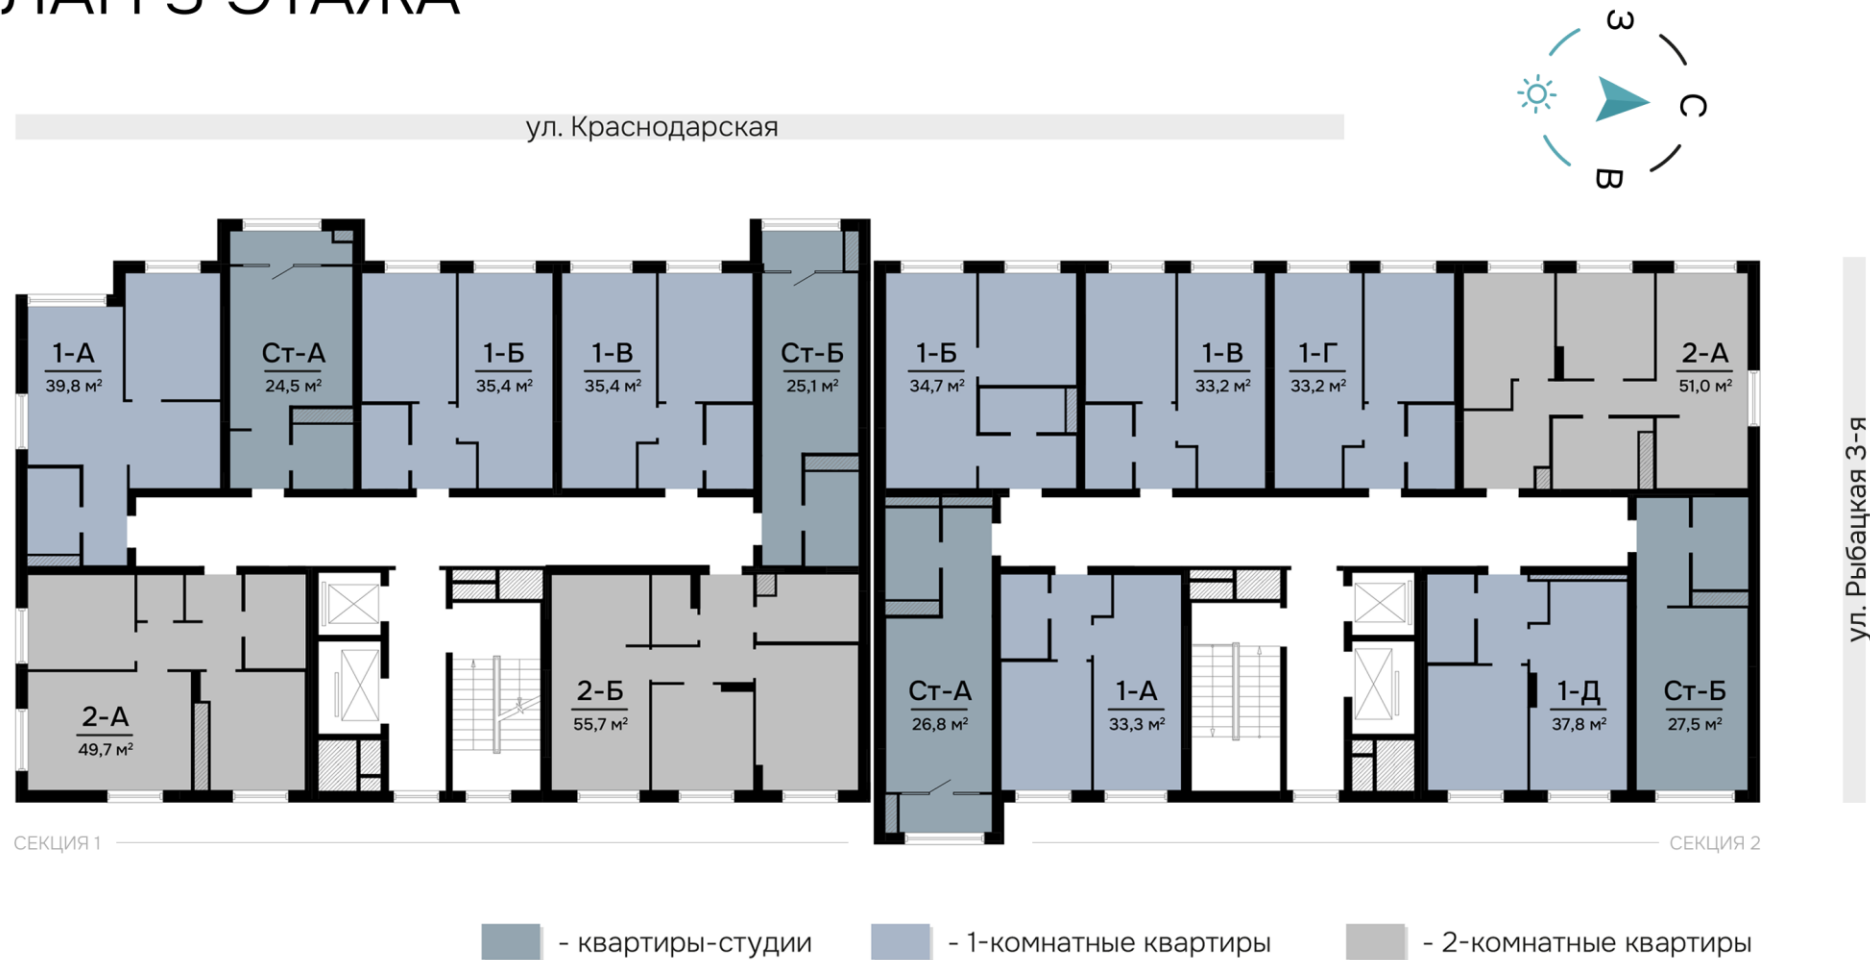 ЛАН 3 ЭТАЖА
З
С
В
ул. Краснодарская
ул. Рыбацкая 3-я
1-А
39,8 м²
Ст-А
24,5 м²
1-Б
35,4 м²
1-В
35,4 м²
Ст-Б
25,1 м²
1-Б
34,7 м²
1-В
33,2 м²
1-Г
33,2 м²
2-А
51,0 м²
2-А
49,7 м²
2-Б
55,7 м²
Ст-А
26,8 м²
1-А
33,3 м²
1-Д
37,8 м²
Ст-Б
27,5 м²
СЕКЦИЯ 1
СЕКЦИЯ 2
- квартиры-студии
- 1-комнатные квартиры
- 2-комнатные квартиры